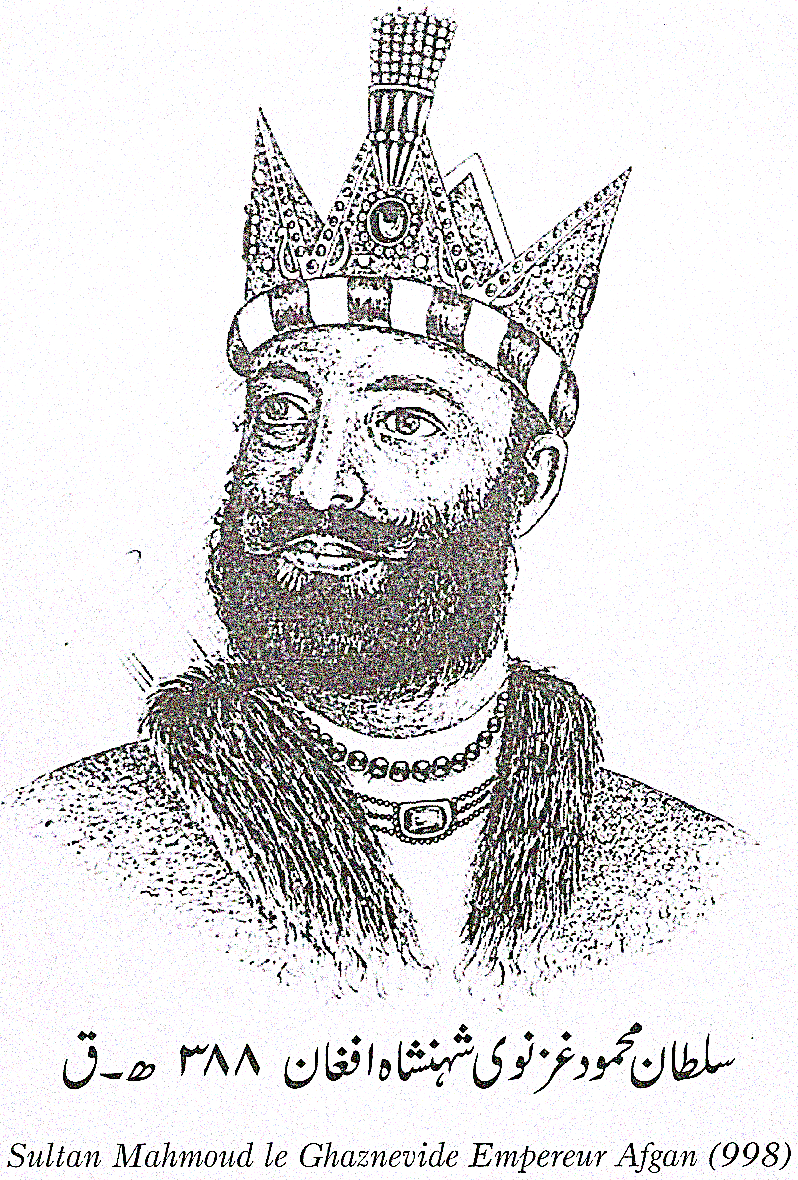 سلطان محمود غزنوی شهنشاه افغان ۳۸۸ ھ-ق
Sultan Mahmoud le Ghaznevide Empereur Afgan (998)